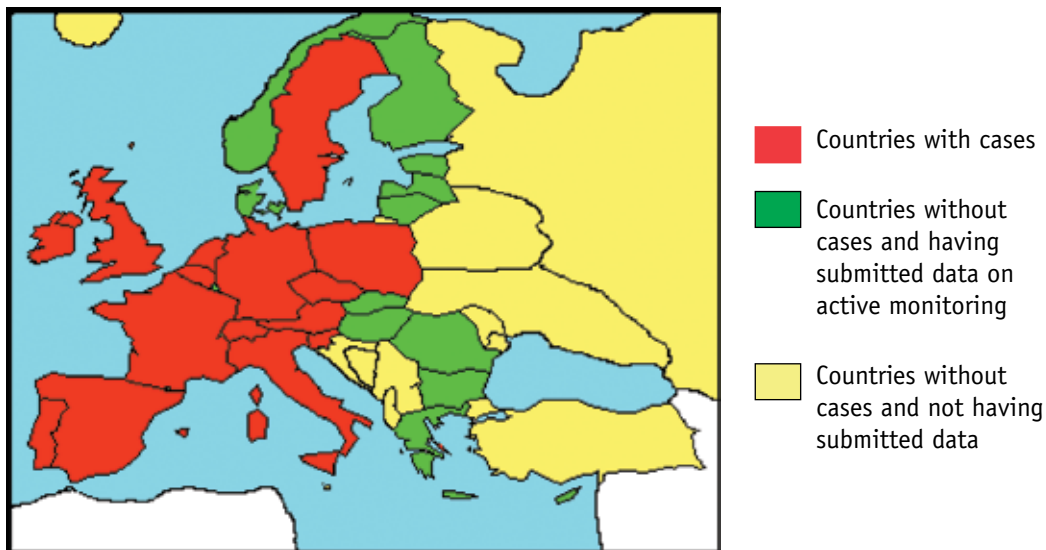 Countries with cases
Countries without
cases and having
submitted data on
active monitoring
Countries without
cases and not having
submitted data